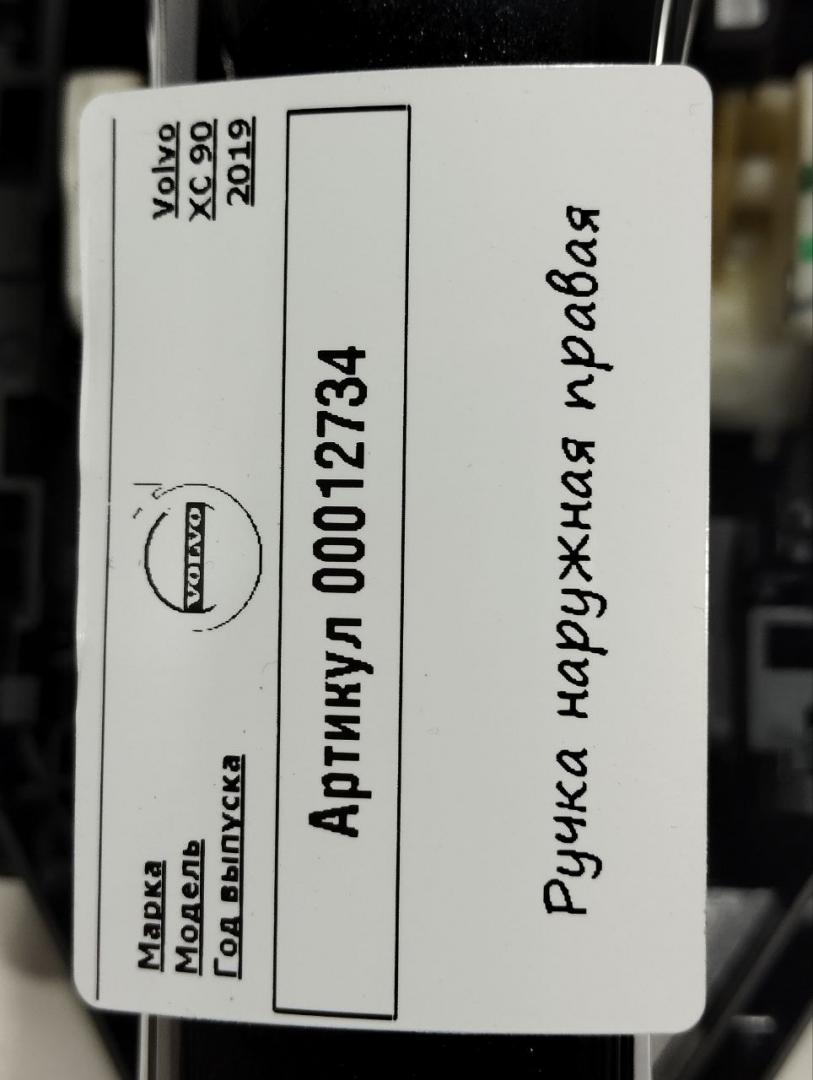 Марка Volvo
Модель XC 90
Год выпуска 2019
VOLVO
Артикул 00012734
Ручка наружная правая